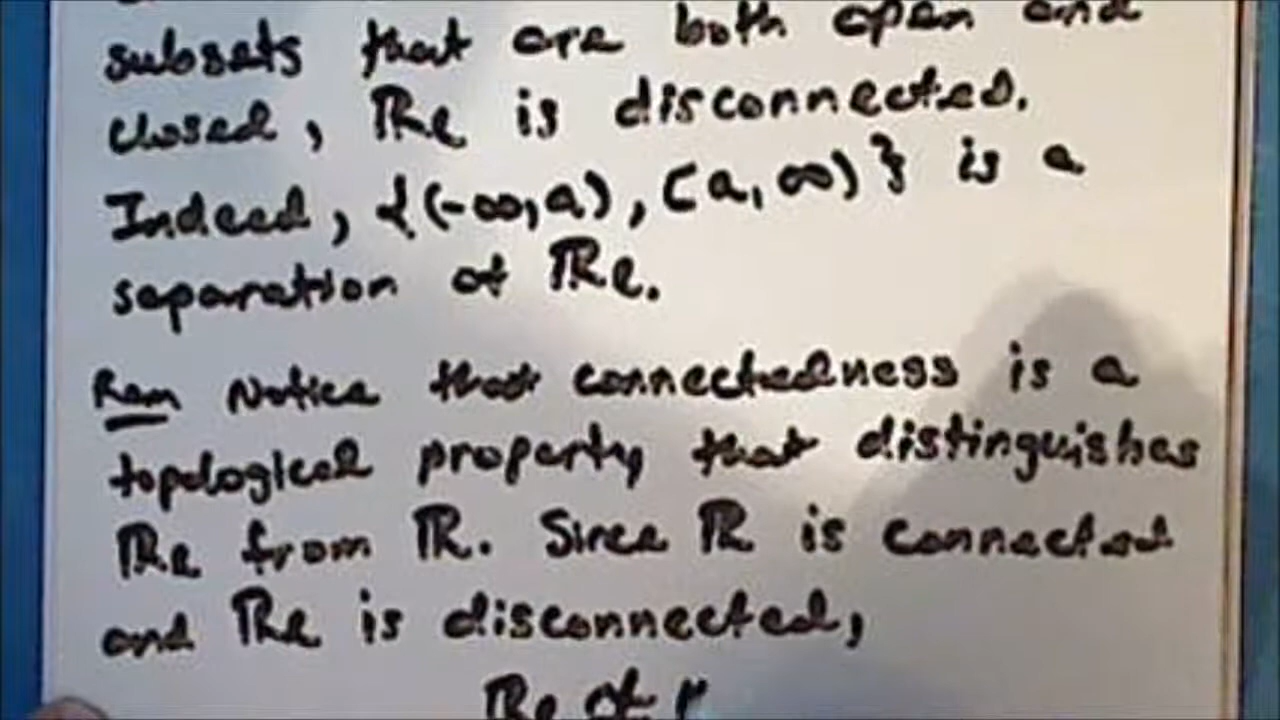 subsets that are both open and
closed, ℝℓ is disconnected.
Indeed, {(-∞,a), [a,∞)} is a
separation of ℝℓ.
Rem Notice that connectedness is a
topological property that distinguishes
ℝℓ from ℝ. Since ℝ is connected
and ℝℓ is disconnected,
ℝℓ